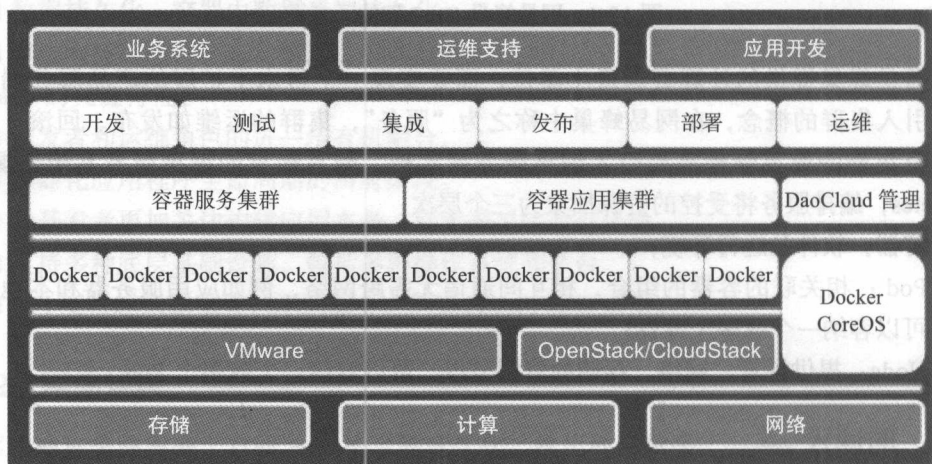 业务系统 运维支持 应用开发
开发 测试 集成 发布 部署 运维
容器服务集群 容器应用集群 DaoCloud 管理
Docker Docker Docker Docker Docker Docker Docker Docker Docker Docker
Docker
CoreOS
VMware OpenStack/CloudStack
存储 计算 网络